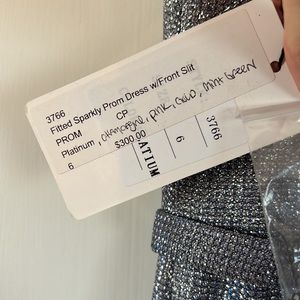 3766
Fitted Sparkly Prom Dress w/Front Slit
PROM CP
Platinum, champagne, pink, Gold, mint green
6 $300.00
ATIUM
6
3766